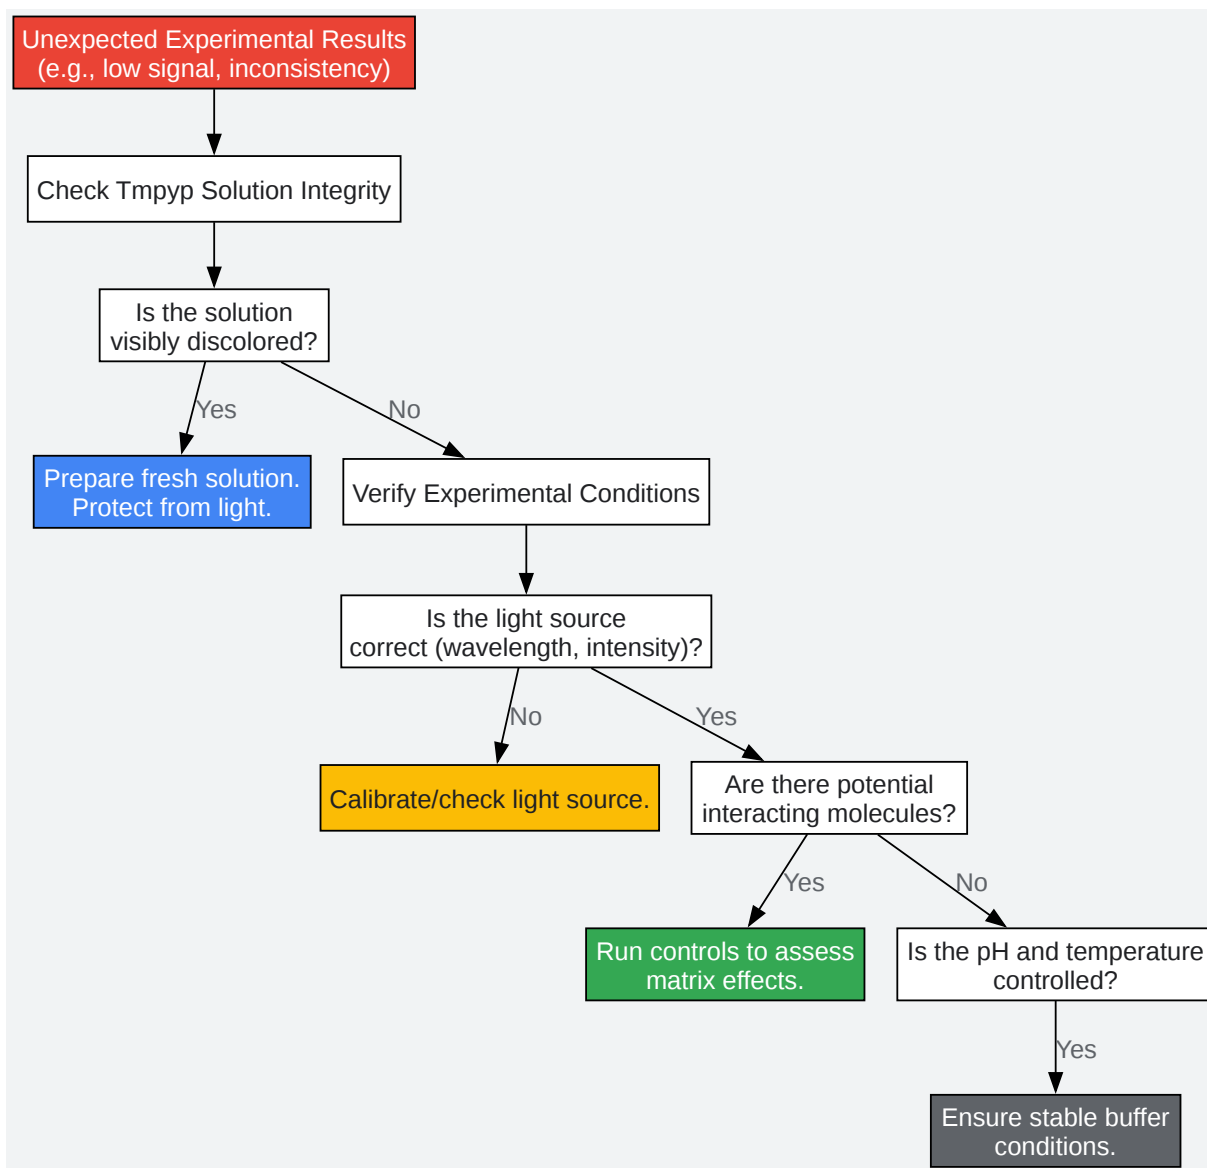 Unexpected Experimental Results
(e.g., low signal, inconsistency)
Check Tmpyp Solution Integrity
Is the solution
visibly discolored?
Yes
No
Prepare fresh solution.
Protect from light.
Verify Experimental Conditions
Is the light source
correct (wavelength, intensity)?
No
Yes
Calibrate/check light source.
Are there potential
interacting molecules?
Yes
No
Run controls to assess
matrix effects.
Is the pH and temperature
controlled?
Yes
Ensure stable buffer
conditions.